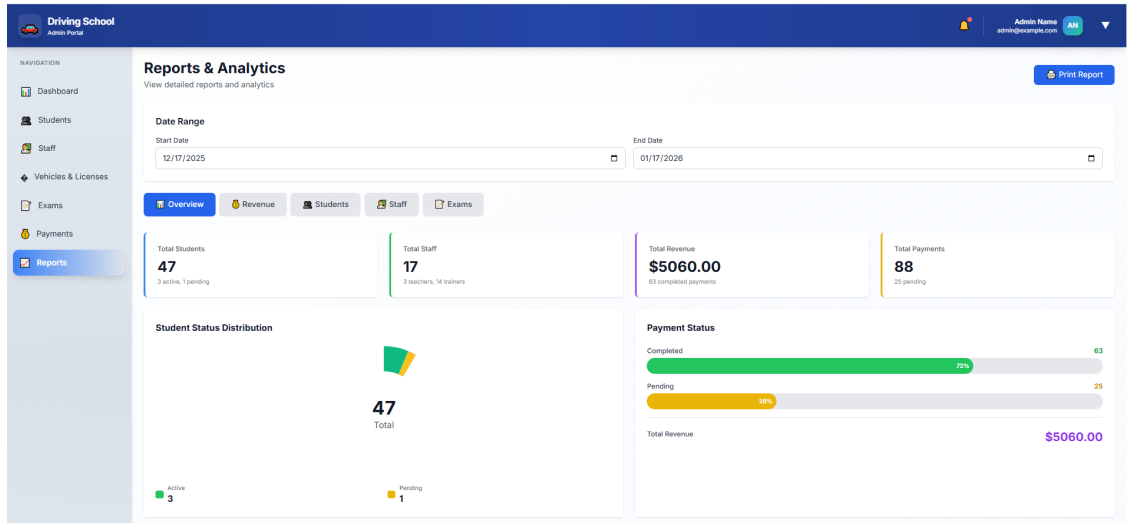 Driving School
Admin Portal
Admin Name
admin@example.com
AN
NAVIGATION
Dashboard
Students
Staff
Vehicles & Licenses
Exams
Payments
Reports
Reports & Analytics
View detailed reports and analytics
Print Report
Date Range
Start Date
12/17/2025
End Date
01/17/2026
Overview
Revenue
Students
Staff
Exams
Total Students
47
3 active, 1 pending
Total Staff
17
3 teachers, 14 trainers
Total Revenue
$5060.00
63 completed payments
Total Payments
88
25 pending
Student Status Distribution
47
Total
Active
3
Pending
1
Payment Status
Completed 63
72%
Pending 25
28%
Total Revenue $5060.00